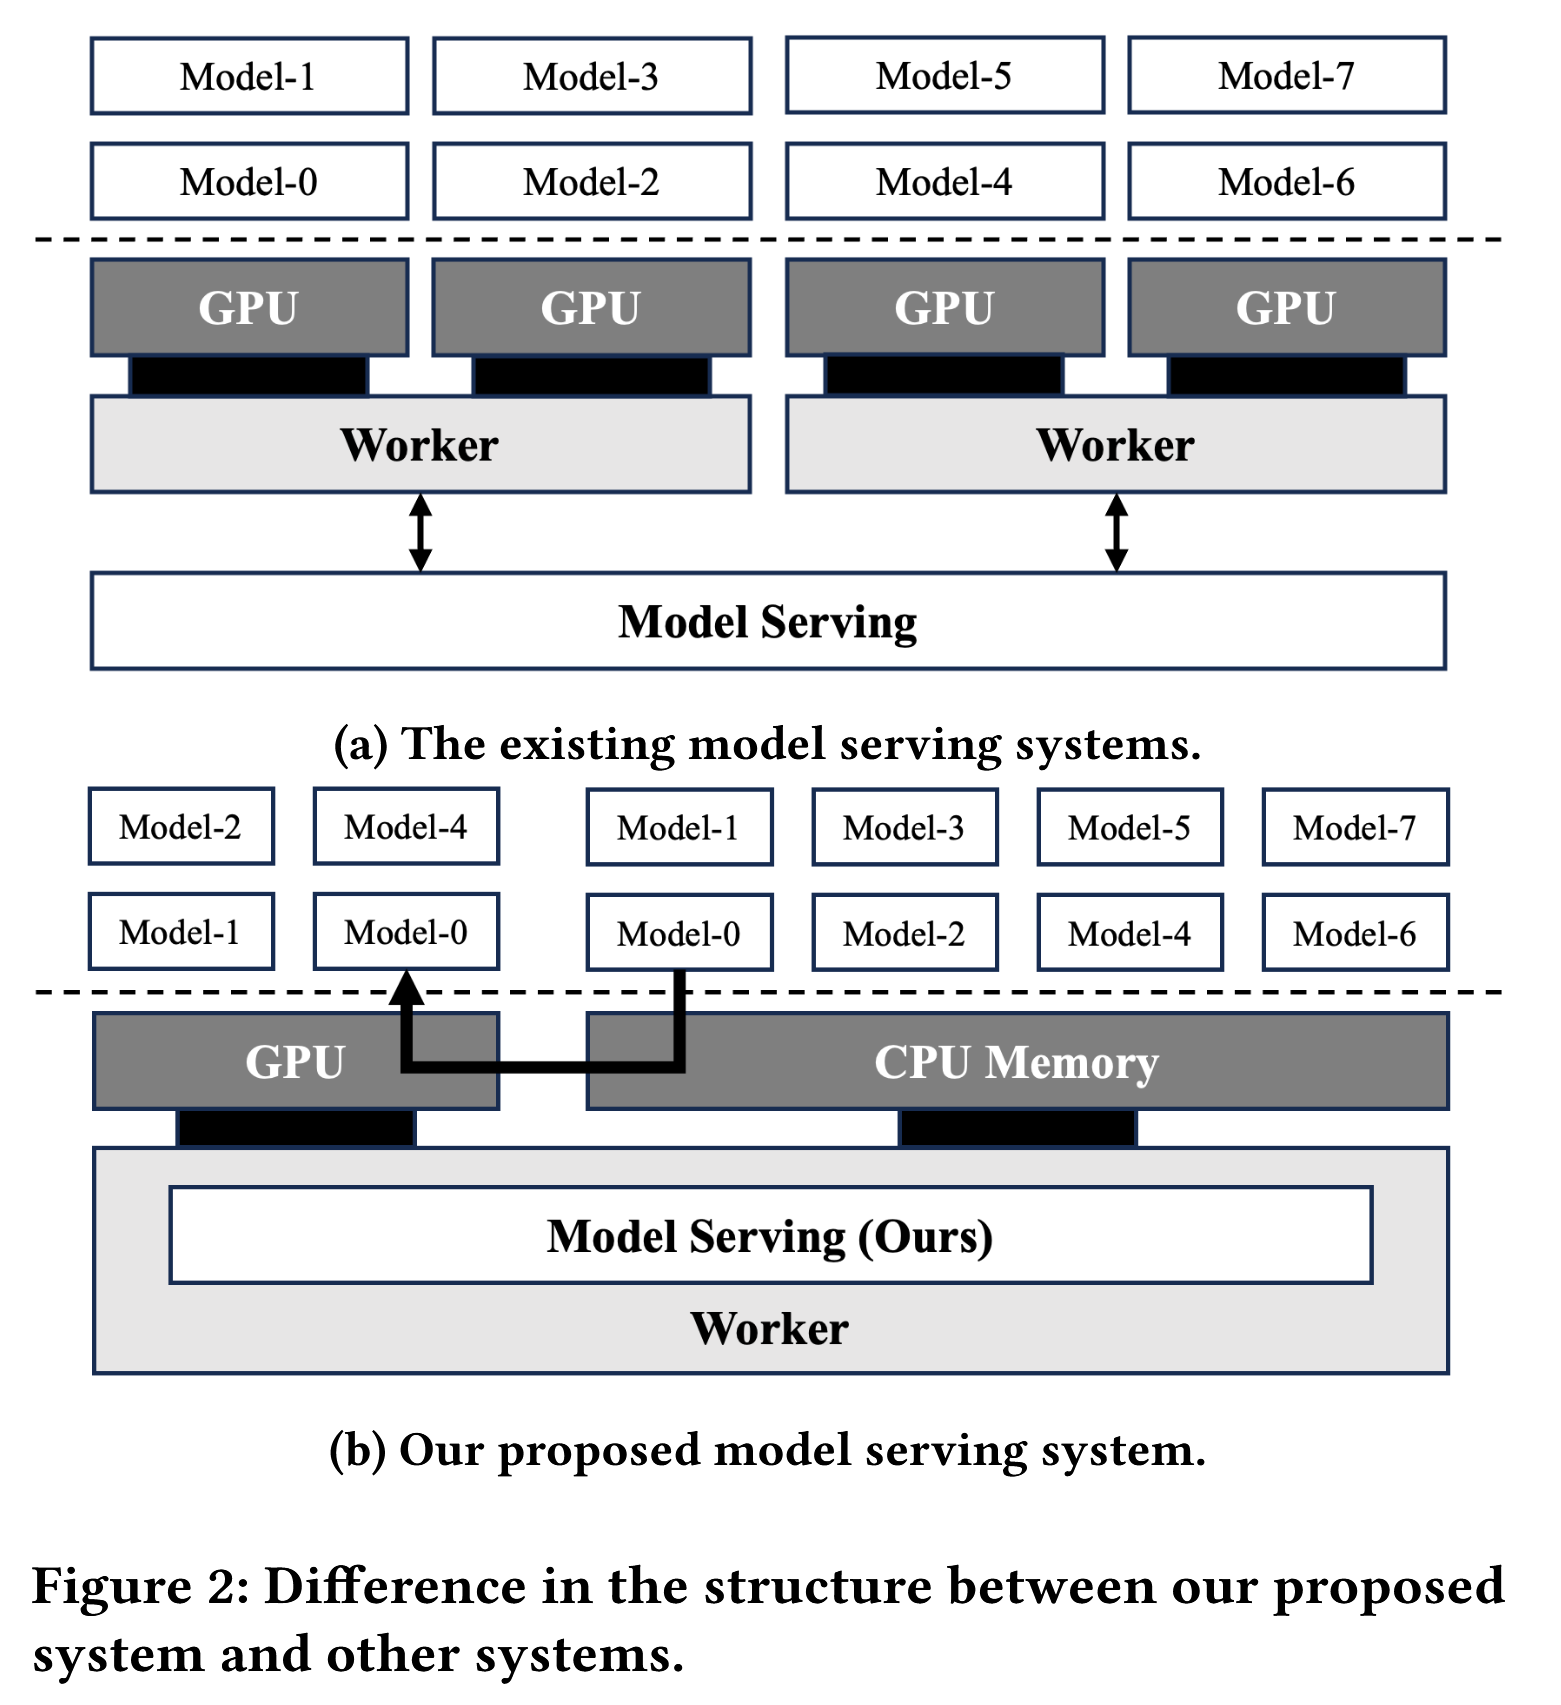 Model-1 Model-3 Model-5 Model-7
Model-0 Model-2 Model-4 Model-6
GPU GPU GPU GPU
Worker Worker
Model Serving
(a) The existing model serving systems.
Model-2 Model-4 Model-1 Model-3 Model-5 Model-7
Model-1 Model-0 Model-0 Model-2 Model-4 Model-6
GPU CPU Memory
Model Serving (Ours)
Worker
(b) Our proposed model serving system.
Figure 2: Difference in the structure between our proposed
system and other systems.